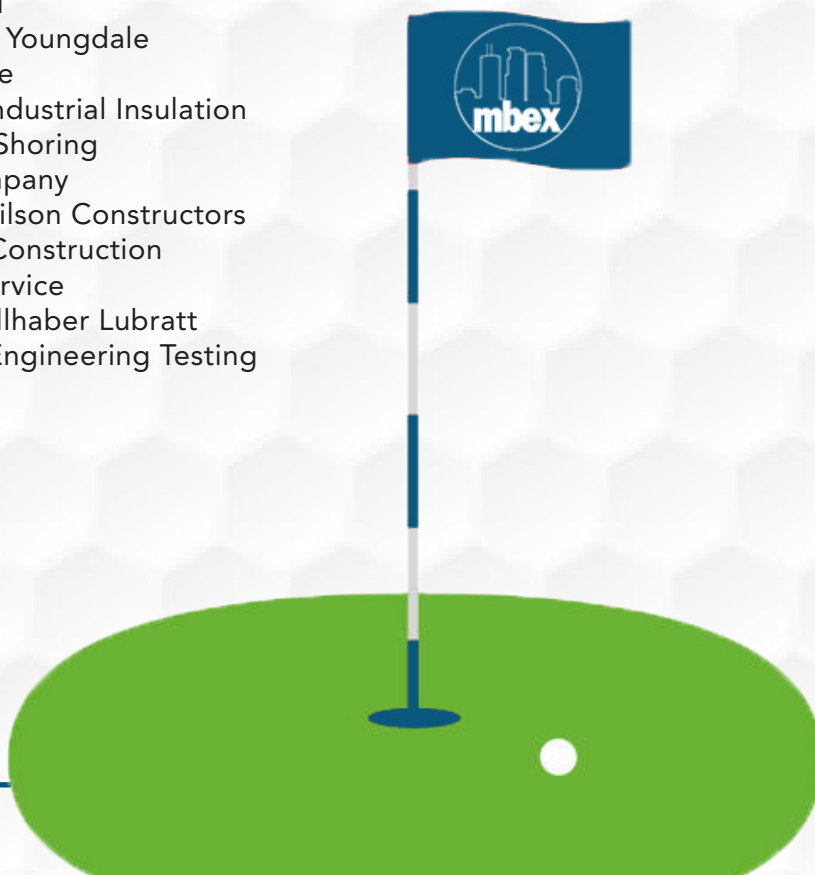 Youngdale
e
ndustrial Insulation
Shoring
pany
ilson Constructors
Construction
rvice
llhaber Lubratt
Engineering Testing
mbex